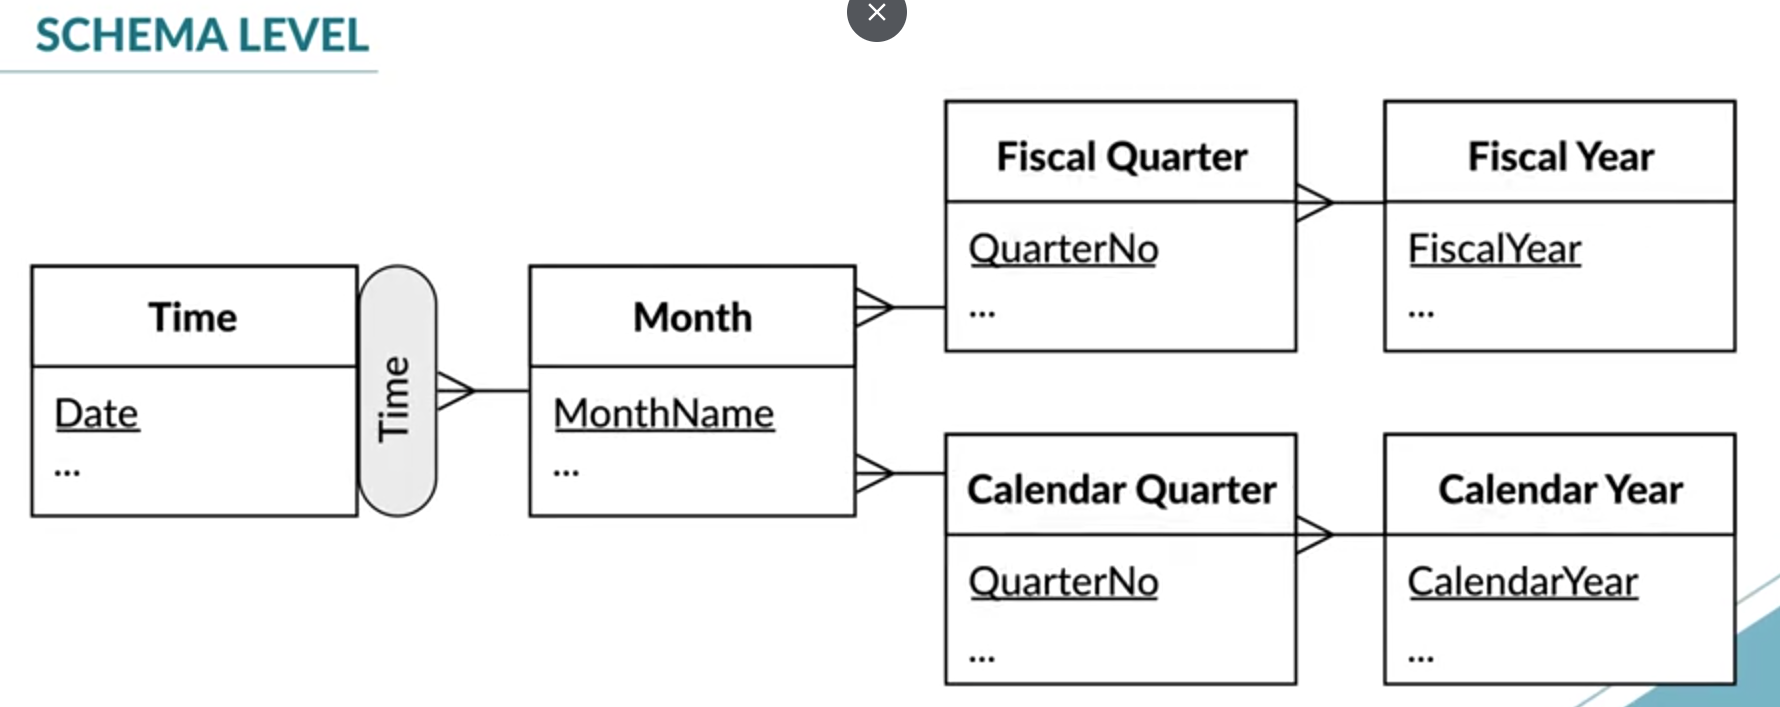 SCHEMA LEVEL
Fiscal Quarter
QuarterNo
...
Fiscal Year
FiscalYear
...
Time
Date
...
Time
Month
MonthName
...
Calendar Quarter
QuarterNo
...
Calendar Year
CalendarYear
...